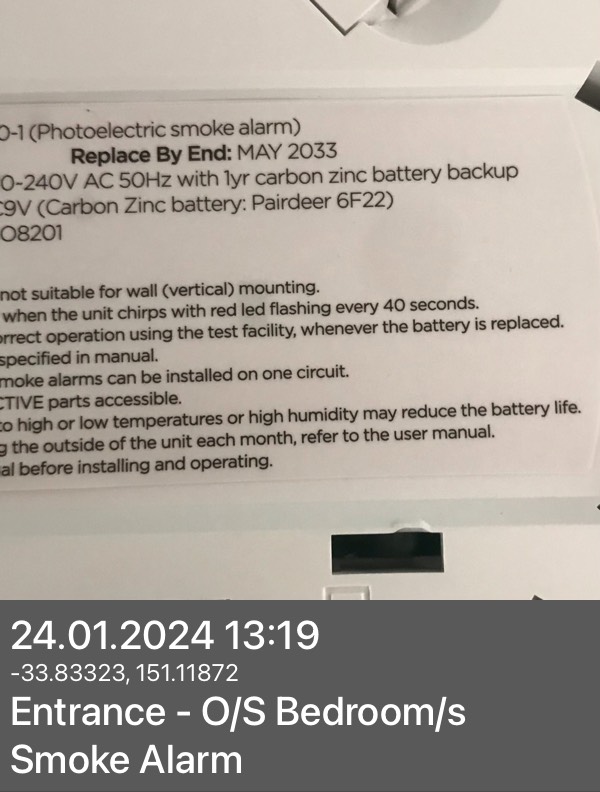 0-1 (Photoelectric smoke alarm)
Replace By End: MAY 2033
0-240V AC 50Hz with 1yr carbon zinc battery backup
9V (Carbon Zinc battery: Pairdeer 6F22)
O8201
not suitable for wall (vertical) mounting.
when the unit chirps with red led flashing every 40 seconds.
orrect operation using the test facility, whenever the battery is replaced.
specified in manual.
moke alarms can be installed on one circuit.
CTIVE parts accessible.
to high or low temperatures or high humidity may reduce the battery life.
g the outside of the unit each month, refer to the user manual.
al before installing and operating.
24.01.2024 13:19
-33.83323, 151.11872
Entrance - O/S Bedroom/s
Smoke Alarm